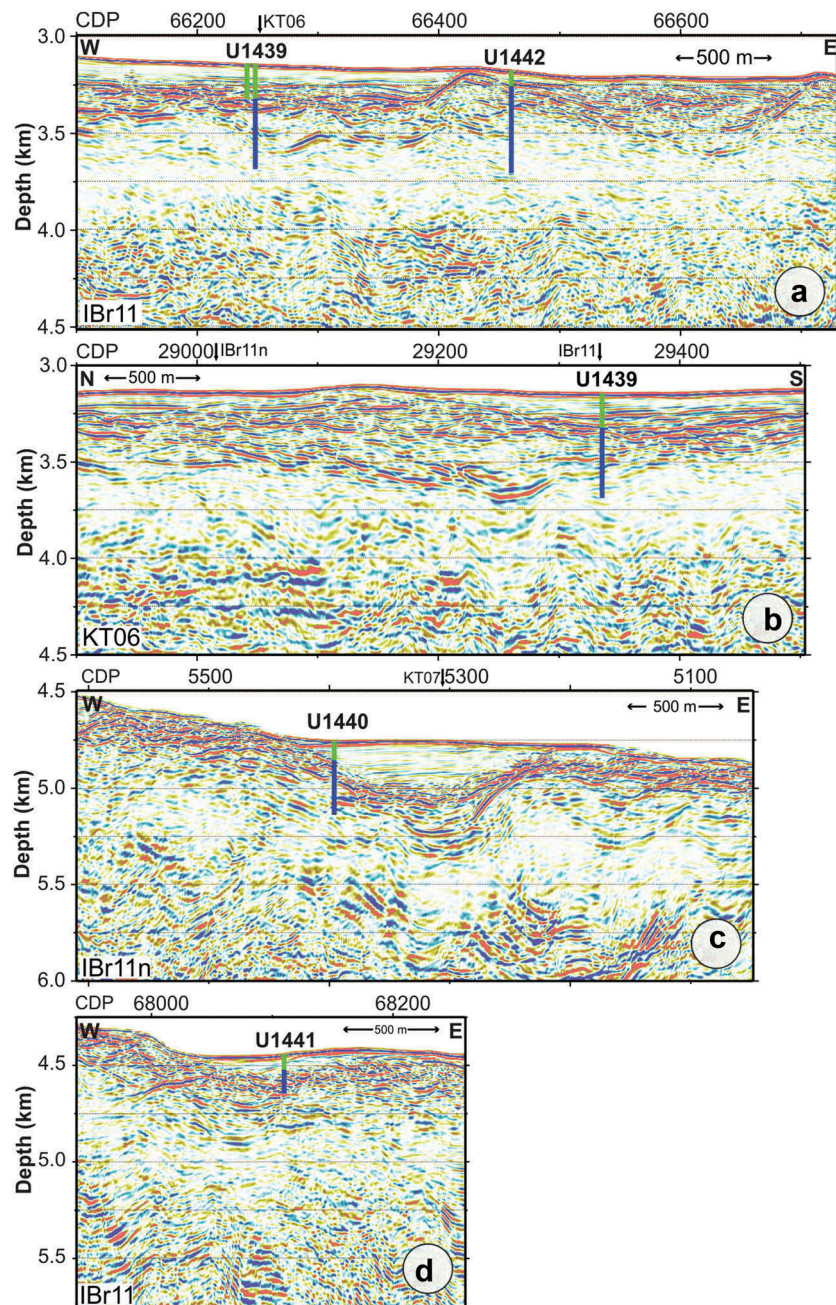 CDP 66200 KT06 66400 66600
3.0
W U1439 U1442 500 m E
3.5
Depth (km)
4.0
4.5
IBr11
a
CDP 29000 IBr11n 29200 IBr11 29400
3.0
N 500 m U1439 S
3.5
Depth (km)
4.0
4.5
KT06
b
CDP 5500 KT07 5300 5100
4.5
W U1440 500 m E
5.0
Depth (km)
5.5
6.0
IBr11n
c
CDP 68000 68200
W U1441 500 m E
4.5
Depth (km)
5.0
5.5
IBr11
d